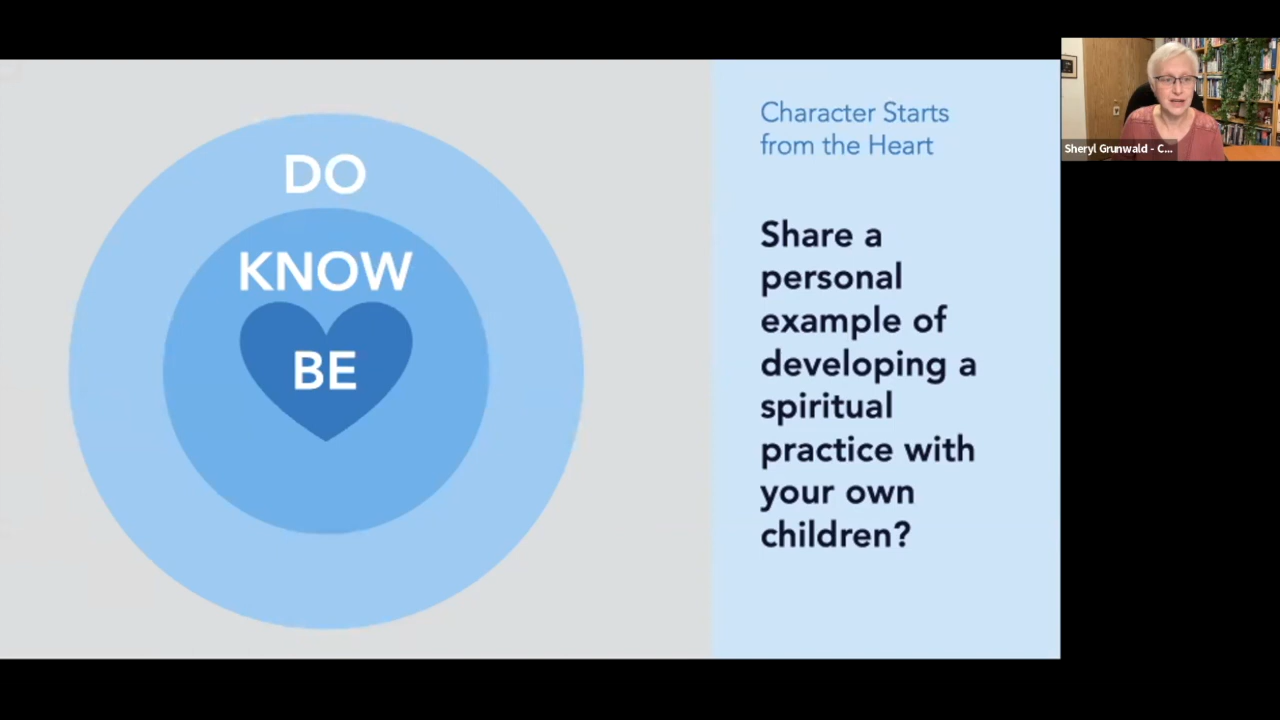 DO
KNOW
BE
Character Starts
from the Heart
Share a
personal
example of
developing a
spiritual
practice with
your own
children?
Sheryl Grunwald - C...